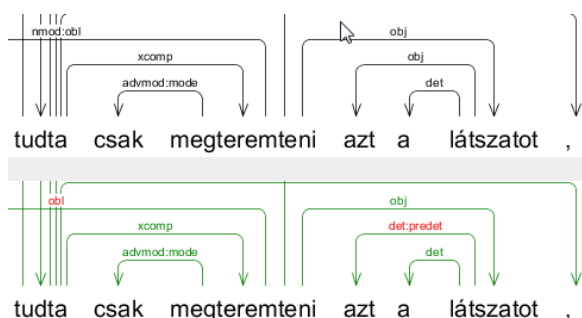 nmod:obl obj
xcomp obj
advmod:mode det
tudta csak megteremteni azt a látszatot ,
obl obj
xcomp det:predet
advmod:mode det
tudta csak megteremteni azt a látszatot ,